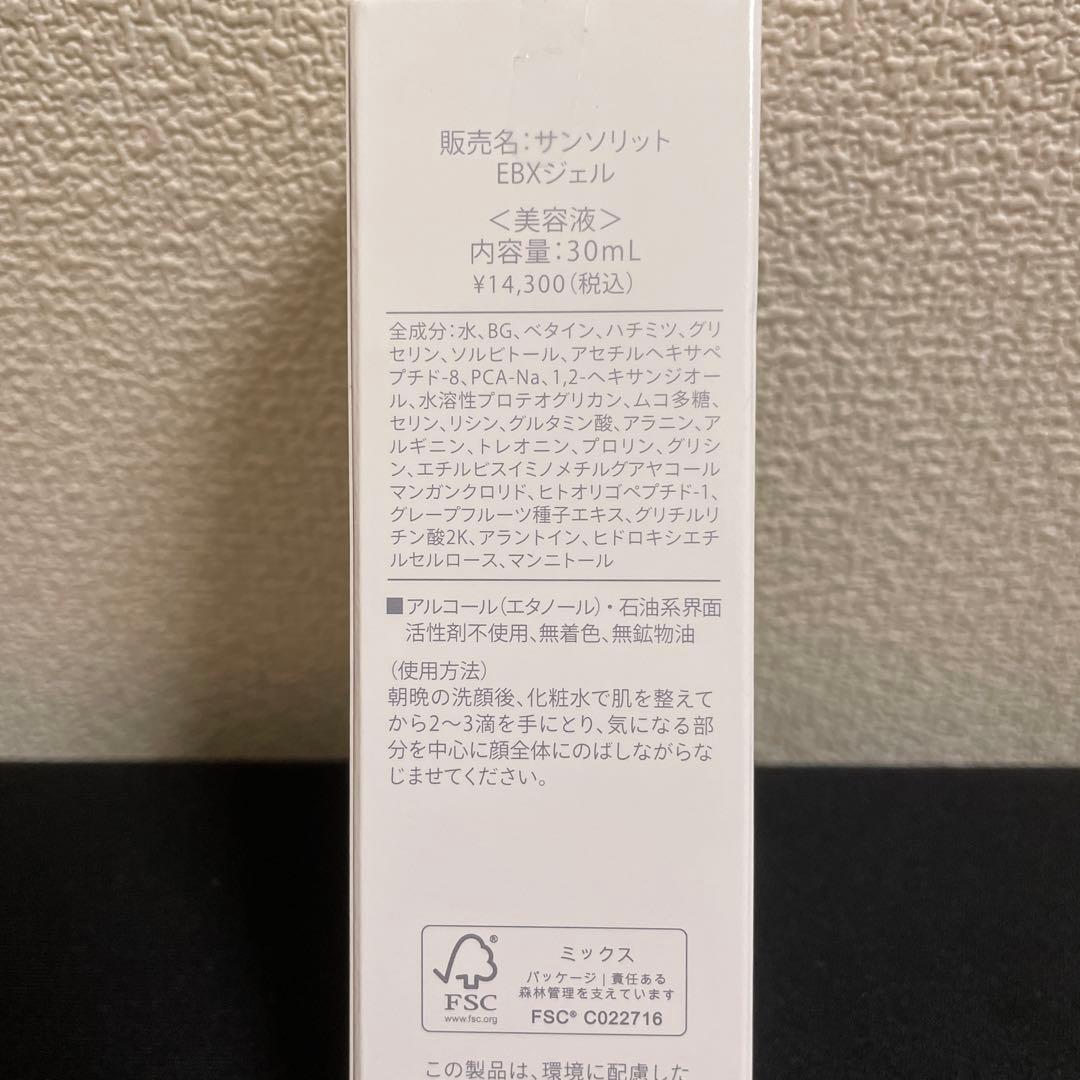 販売名:サンソリット
EBXジェル
<美容液>
内容量:30mL
¥14,300(税込)
全成分:水、BG、ベタイン、ハチミツ、グリ
セリン、ソルビトール、アセチルヘキサペ
プチド-8、PCA-Na、1,2-ヘキサンジオー
ル、水溶性プロテオグリカン、ムコ多糖、
セリン、リシン、グルタミン酸、アラニン、ア
ルギニン、トレオニン、プロリン、グリシ
ン、エチルビスイミノメチルグアヤコール
マンガンクロリド、ヒトオリゴペプチド-1、
グレープフルーツ種子エキス、グリチルリ
チン酸2K、アラントイン、ヒドロキシエチ
ルセルロース、マンニトール
■アルコール(エタノール)・石油系界面
活性剤不使用、無着色、無鉱物油
(使用方法)
朝晩の洗顔後、化粧水で肌を整えて
から2〜3滴を手にとり、気になる部
分を中心に顔全体にのばしながらな
じませてください。
®
FSC
www.fsc.org
ミックス
パッケージ|責任ある
森林管理を支えています
FSC® C022716
この製品は、環境に配慮した